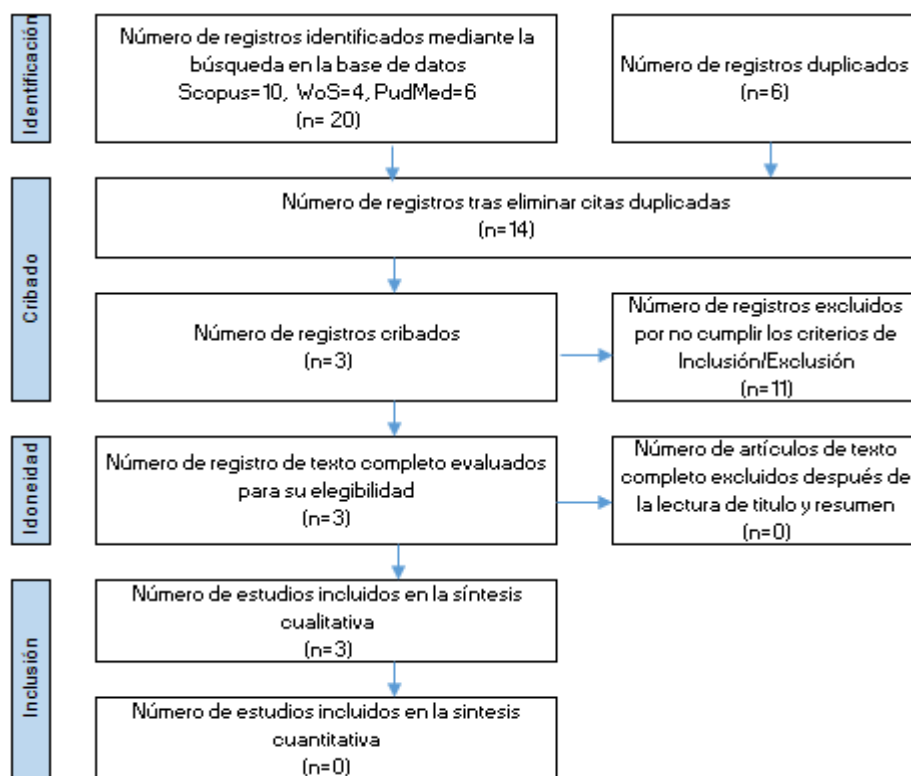 Identificación
Número de registros identificados mediante la
búsqueda en la base de datos
Scopus=10, WoS=4, PudMed=6
(n= 20)
Número de registros duplicados
(n=6)
Cribado
Número de registros tras eliminar citas duplicadas
(n=14)
Número de registros cribados
(n=3)
Número de registros excluidos
por no cumplir los criterios de
Inclusión/Exclusión
(n=11)
Idoneidad
Número de registro de texto completo evaluados
para su elegibilidad
(n=3)
Número de artículos de texto
completo excluidos después de
la lectura de titulo y resumen
(n=0)
Inclusión
Número de estudios incluidos en la síntesis
cualitativa
(n=3)
Número de estudios incluidos en la sintesis
cuantitativa
(n=0)